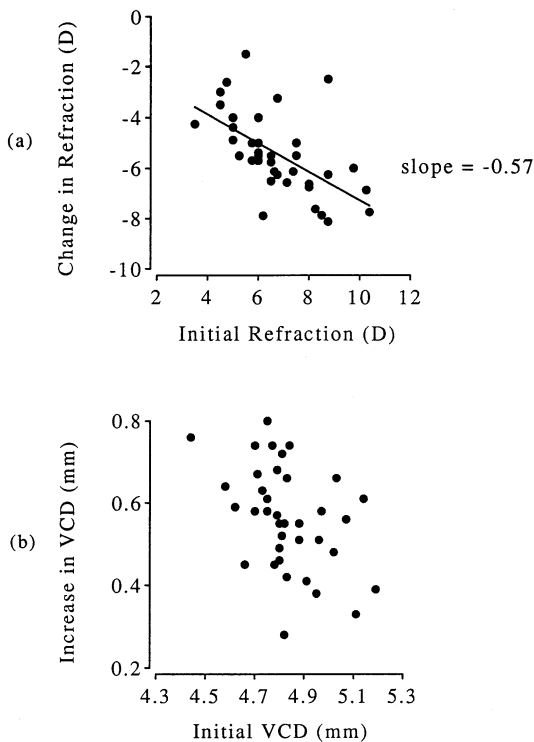 (a)
Change in Refraction (D)
0
-2
-4
-6
-8
-10
2 4 6 8 10 12
Initial Refraction (D)
slope = -0.57
(b)
Increase in VCD (mm)
0.8
0.6
0.4
0.2
4.3 4.5 4.7 4.9 5.1 5.3
Initial VCD (mm)